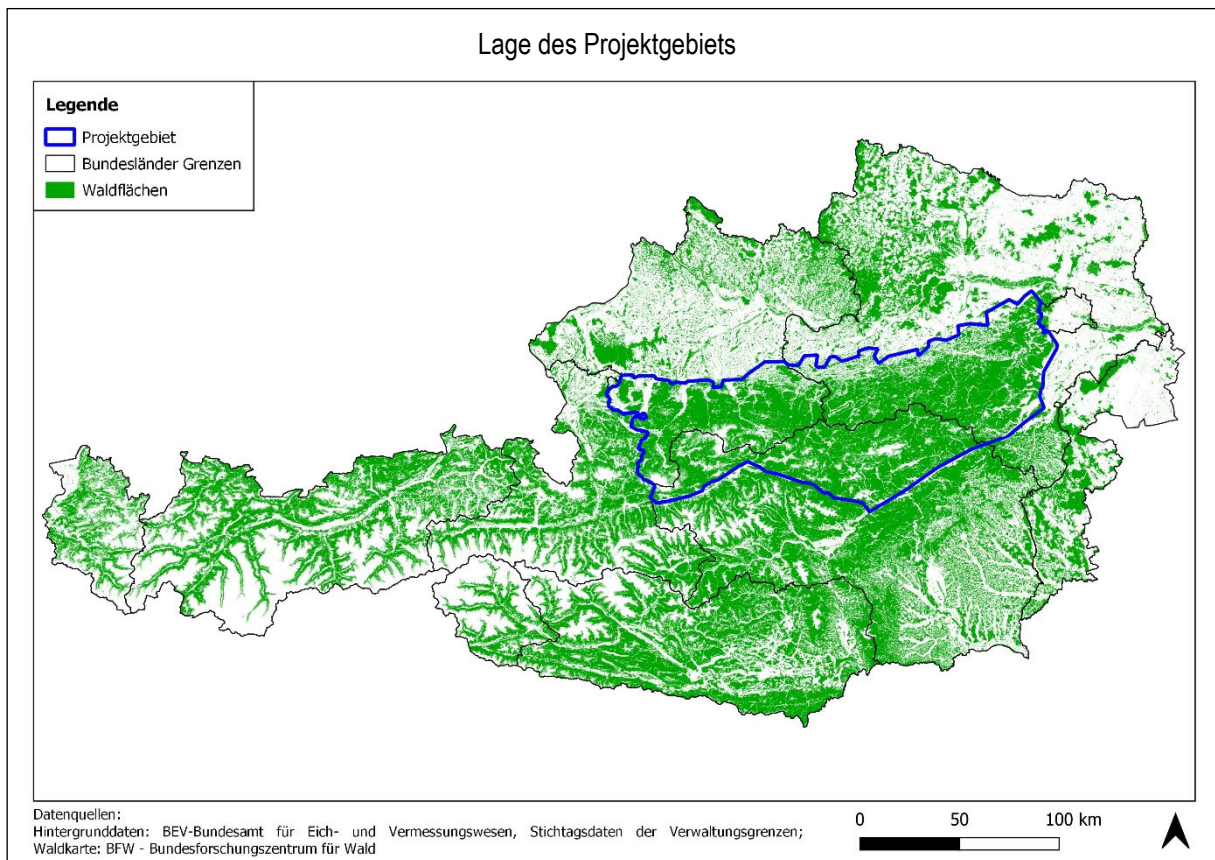 Lage des Projektgebiets
Legende
Projektgebiet
Bundesländer Grenzen
Waldflächen
Datenquellen:
Hintergrunddaten: BEV-Bundesamt für Eich- und Vermessungswesen, Stichtagsdaten der Verwaltungsgrenzen;
Waldkarte: BFW - Bundesforschungszentrum für Wald
0 50 100 km